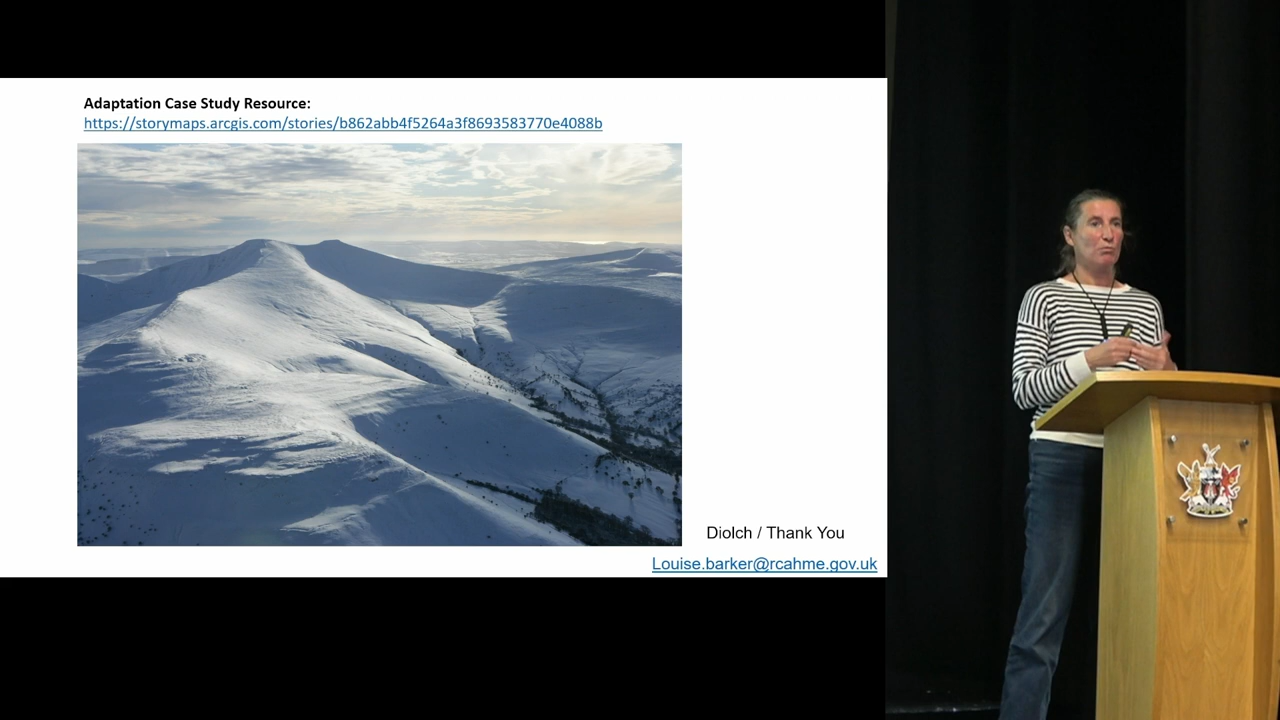 Adaptation Case Study Resource:
https://storymaps.arcgis.com/stories/b862abb4f5264a3f8693583770e4088b
Diolch / Thank You
Louise.barker@rcahme.gov.uk